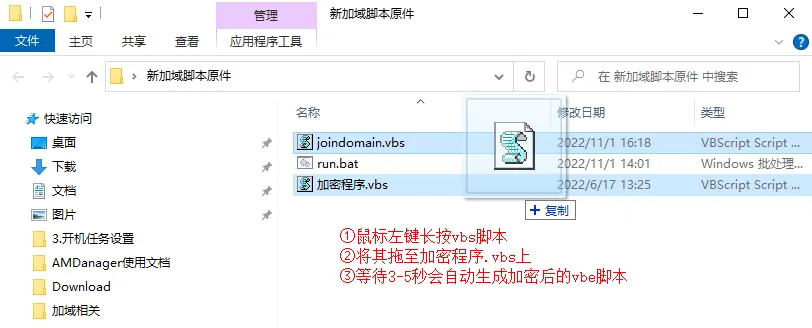 管理
新加域脚本原件
文件
主页
共享
查看
应用程序工具
新加域脚本原件
在 新加域脚本原件 中搜索
名称
修改日期
类型
快速访问
桌面
下载
文档
图片
3.开机任务设置
AMDanager使用文档
Download
加域相关
joindomain.vbs
2022/11/1 16:18
VBScript Script ...
run.bat
2022/11/1 14:01
Windows 批处理...
加密程序.vbs
2022/6/17 13:25
VBScript Script ...
复制
①鼠标左键长按vbs脚本
②将其拖至加密程序.vbs上
③等待3-5秒会自动生成加密后的vbe脚本